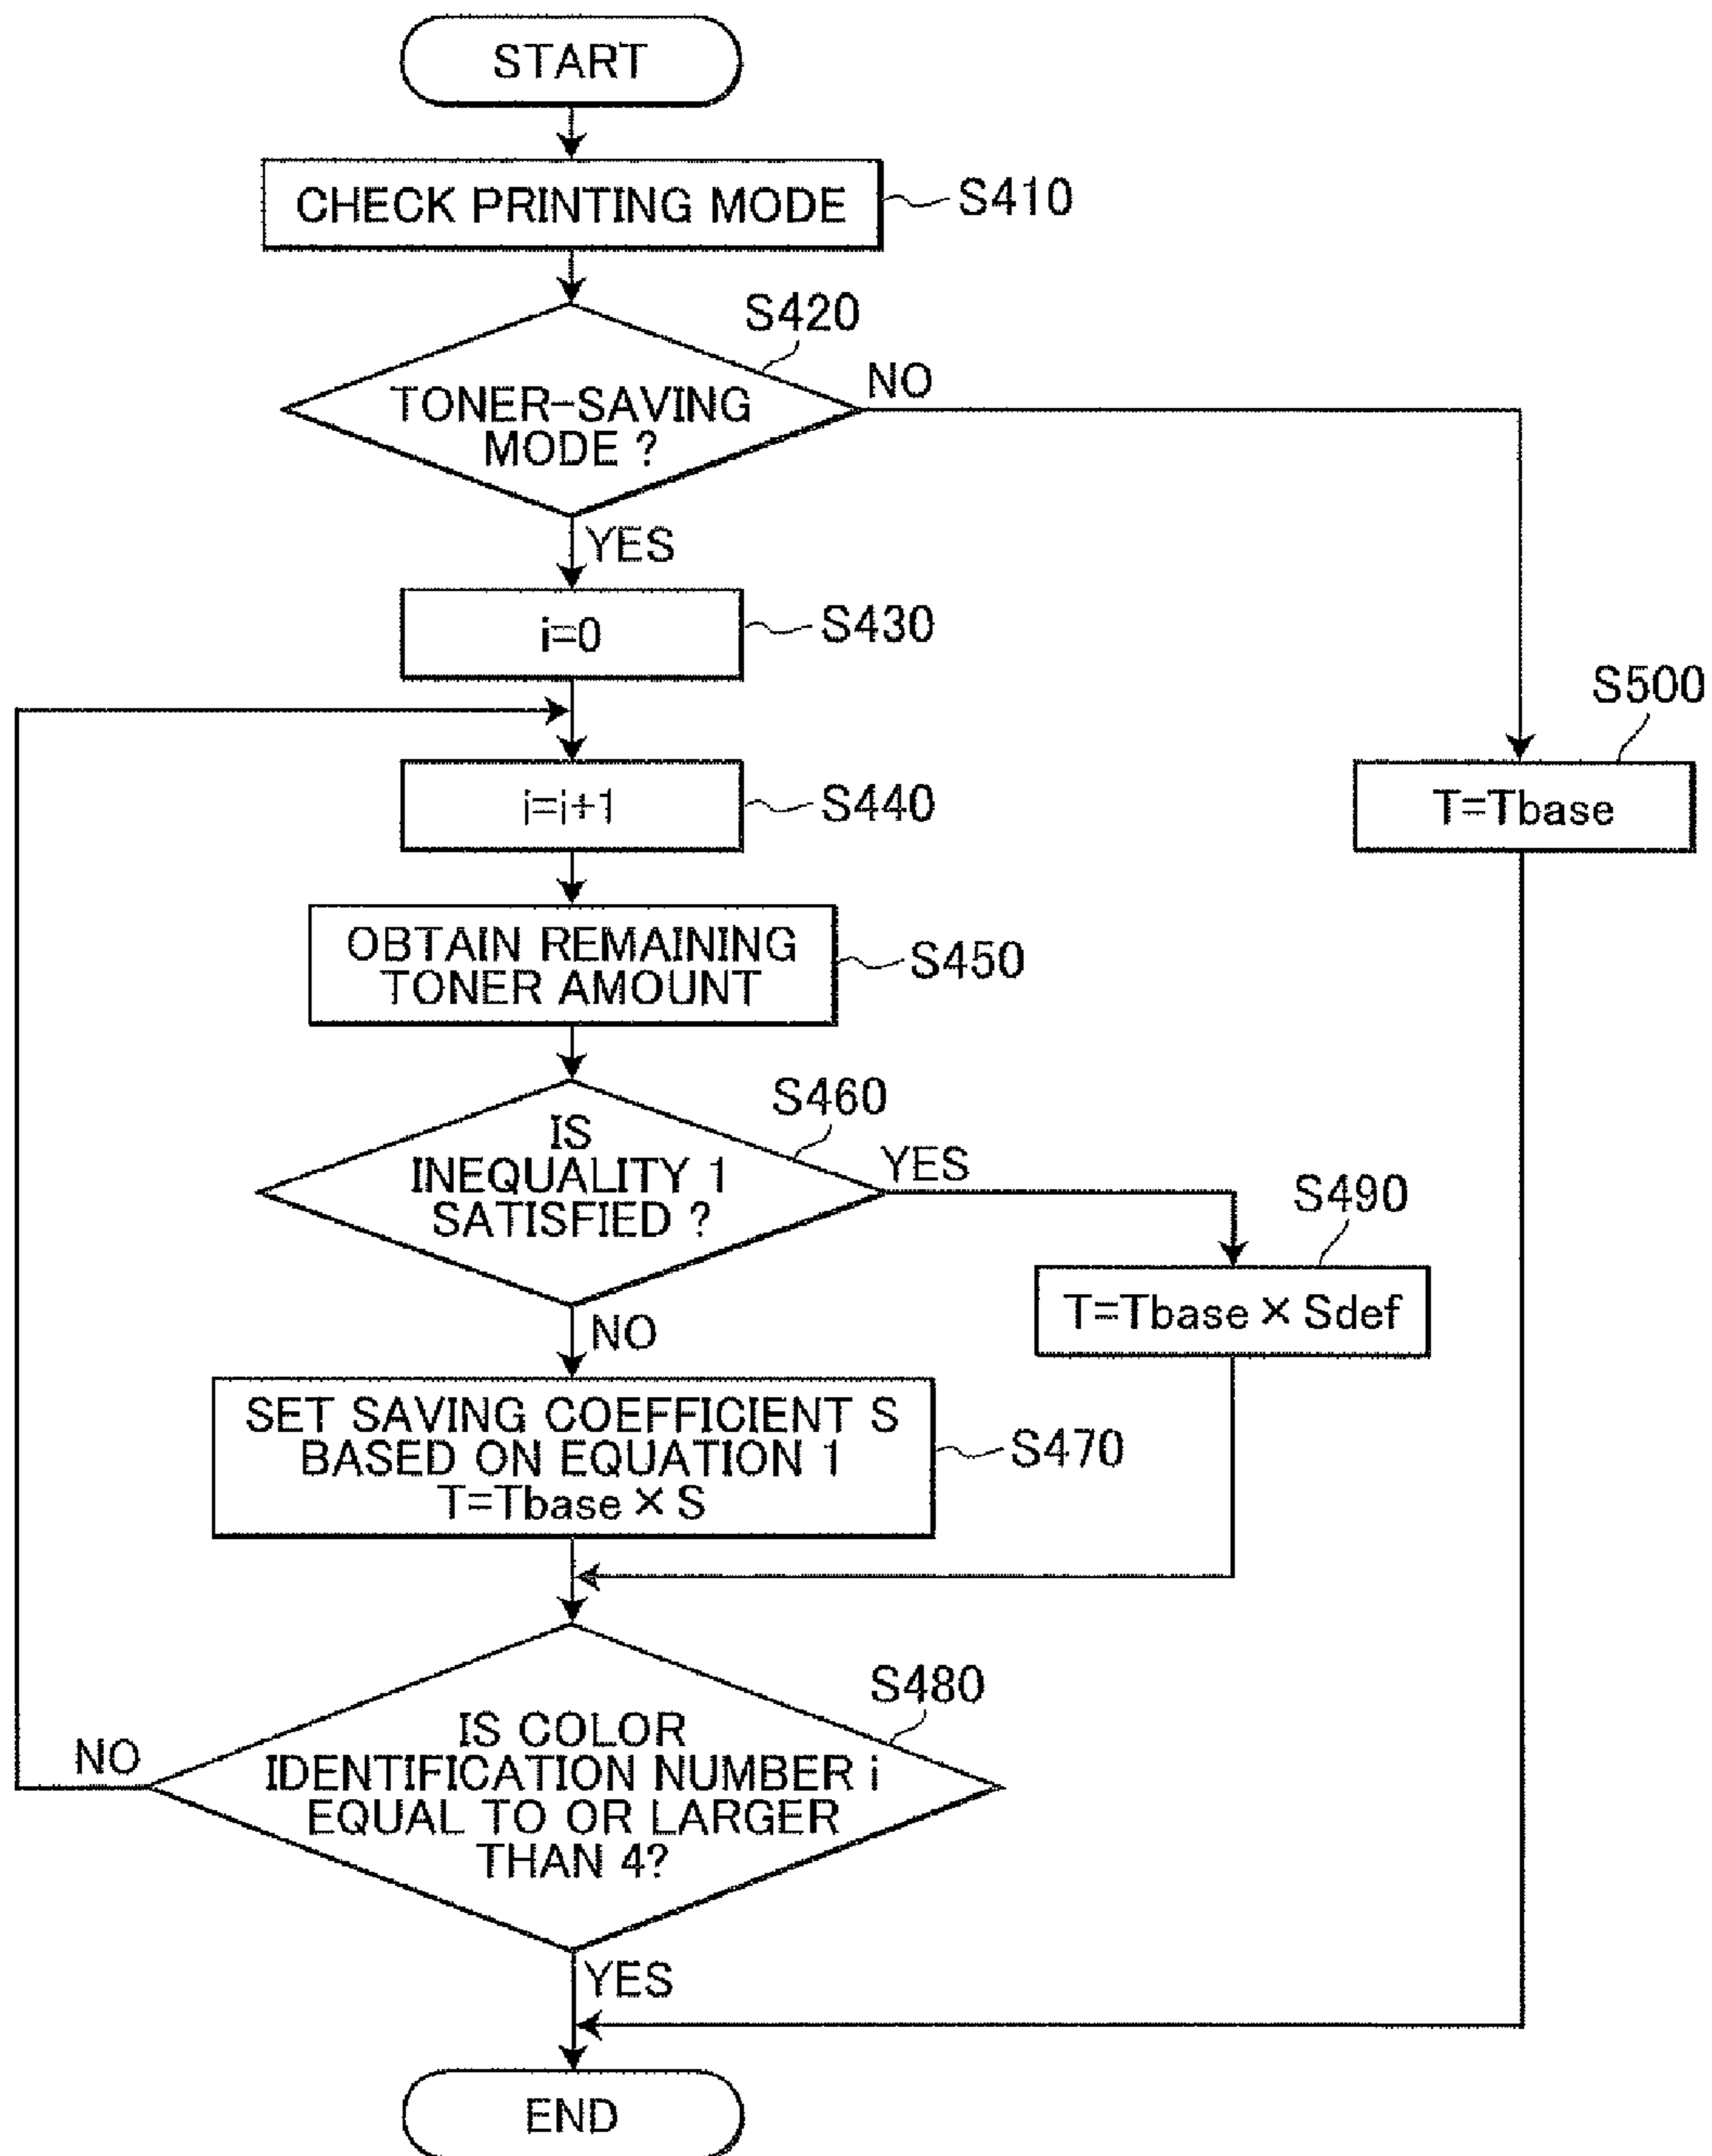 START
CHECK PRINTING MODE
S410
S420
TONER-SAVING
MODE ?
NO
YES
i=0
S430
S500
i=i+1
S440
T=Tbase
OBTAIN REMAINING
TONER AMOUNT
S450
S460
IS
INEQUALITY 1
SATISFIED ?
YES
S490
T=Tbase × Sdef
NO
SET SAVING COEFFICIENT S
BASED ON EQUATION 1
T=Tbase × S
S470
S480
IS COLOR
IDENTIFICATION NUMBER i
EQUAL TO OR LARGER
THAN 4?
NO
YES
END